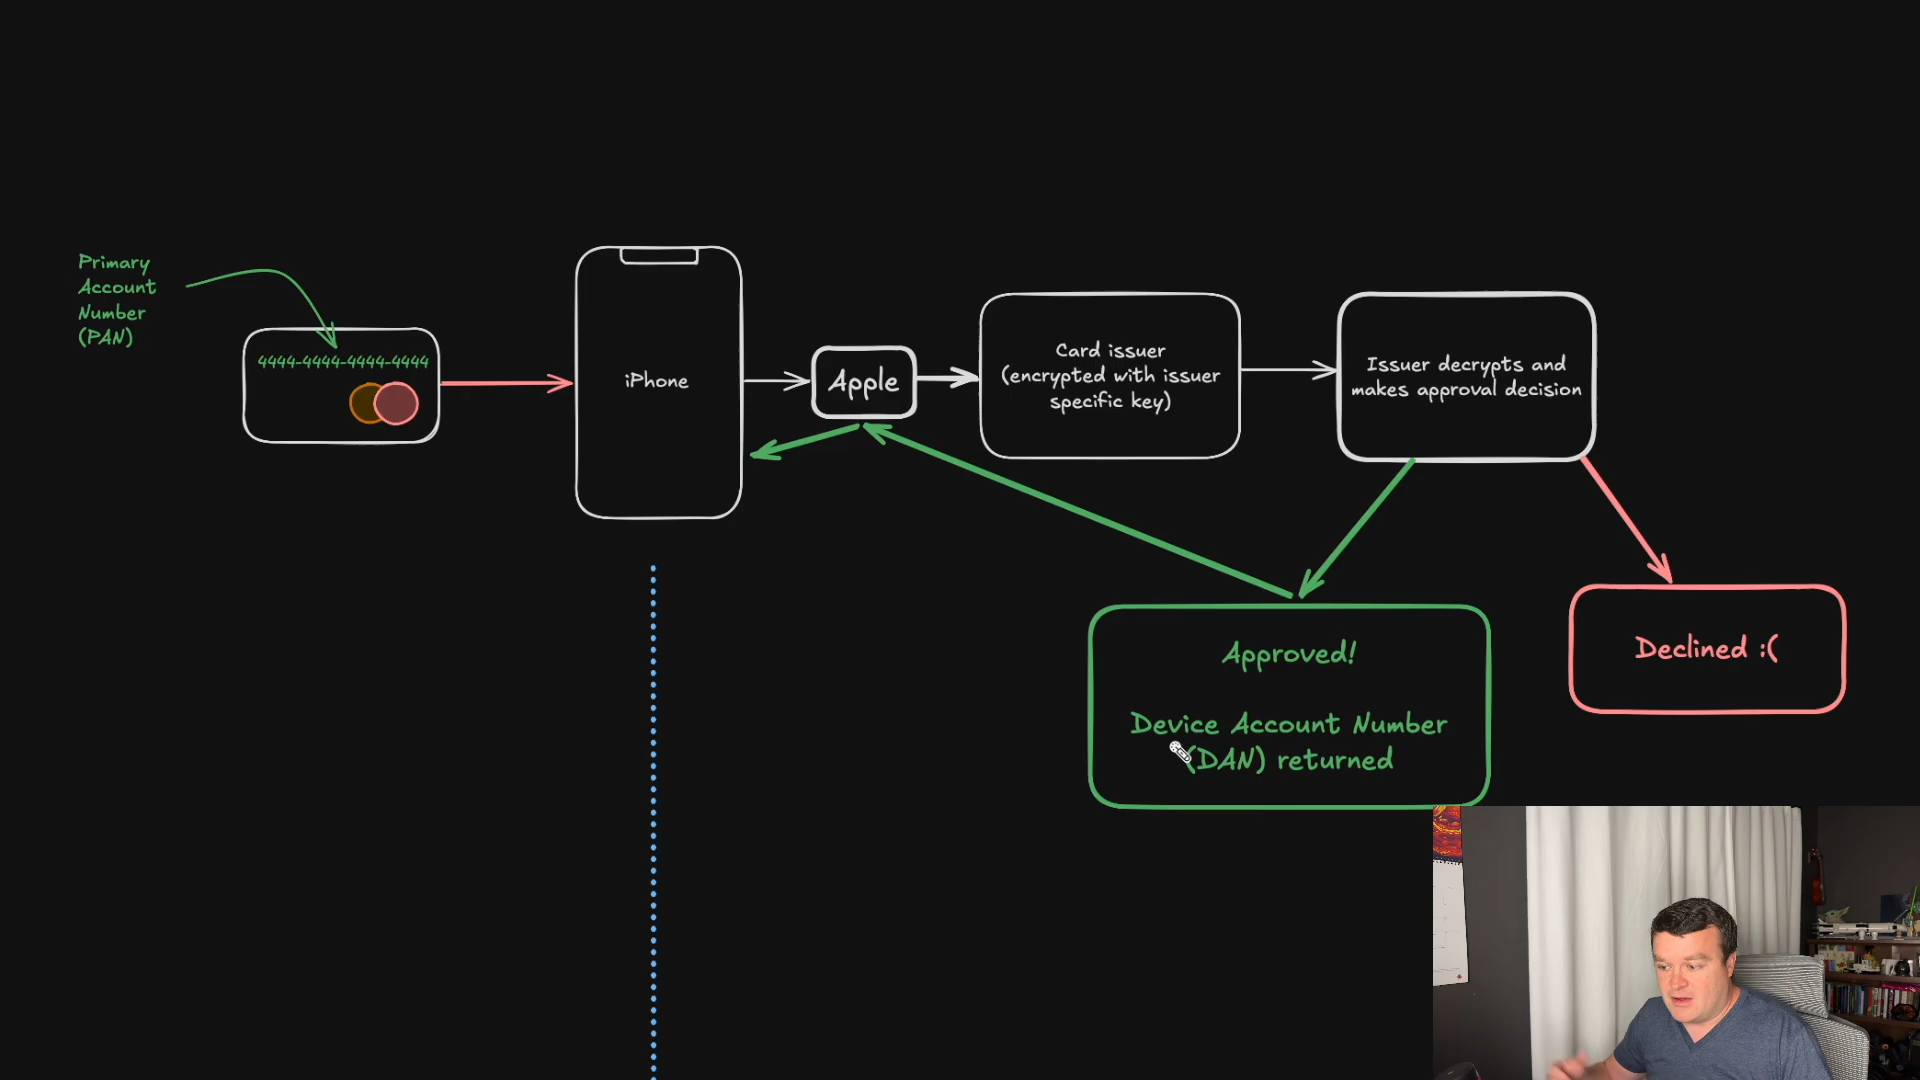 Primary
Account
Number
(PAN)
4444-4444-4444-4444
iPhone
Apple
Card issuer
(encrypted with issuer
specific key)
Issuer decrypts and
makes approval decision
Approved!
Device Account Number
(DAN) returned
Declined :(